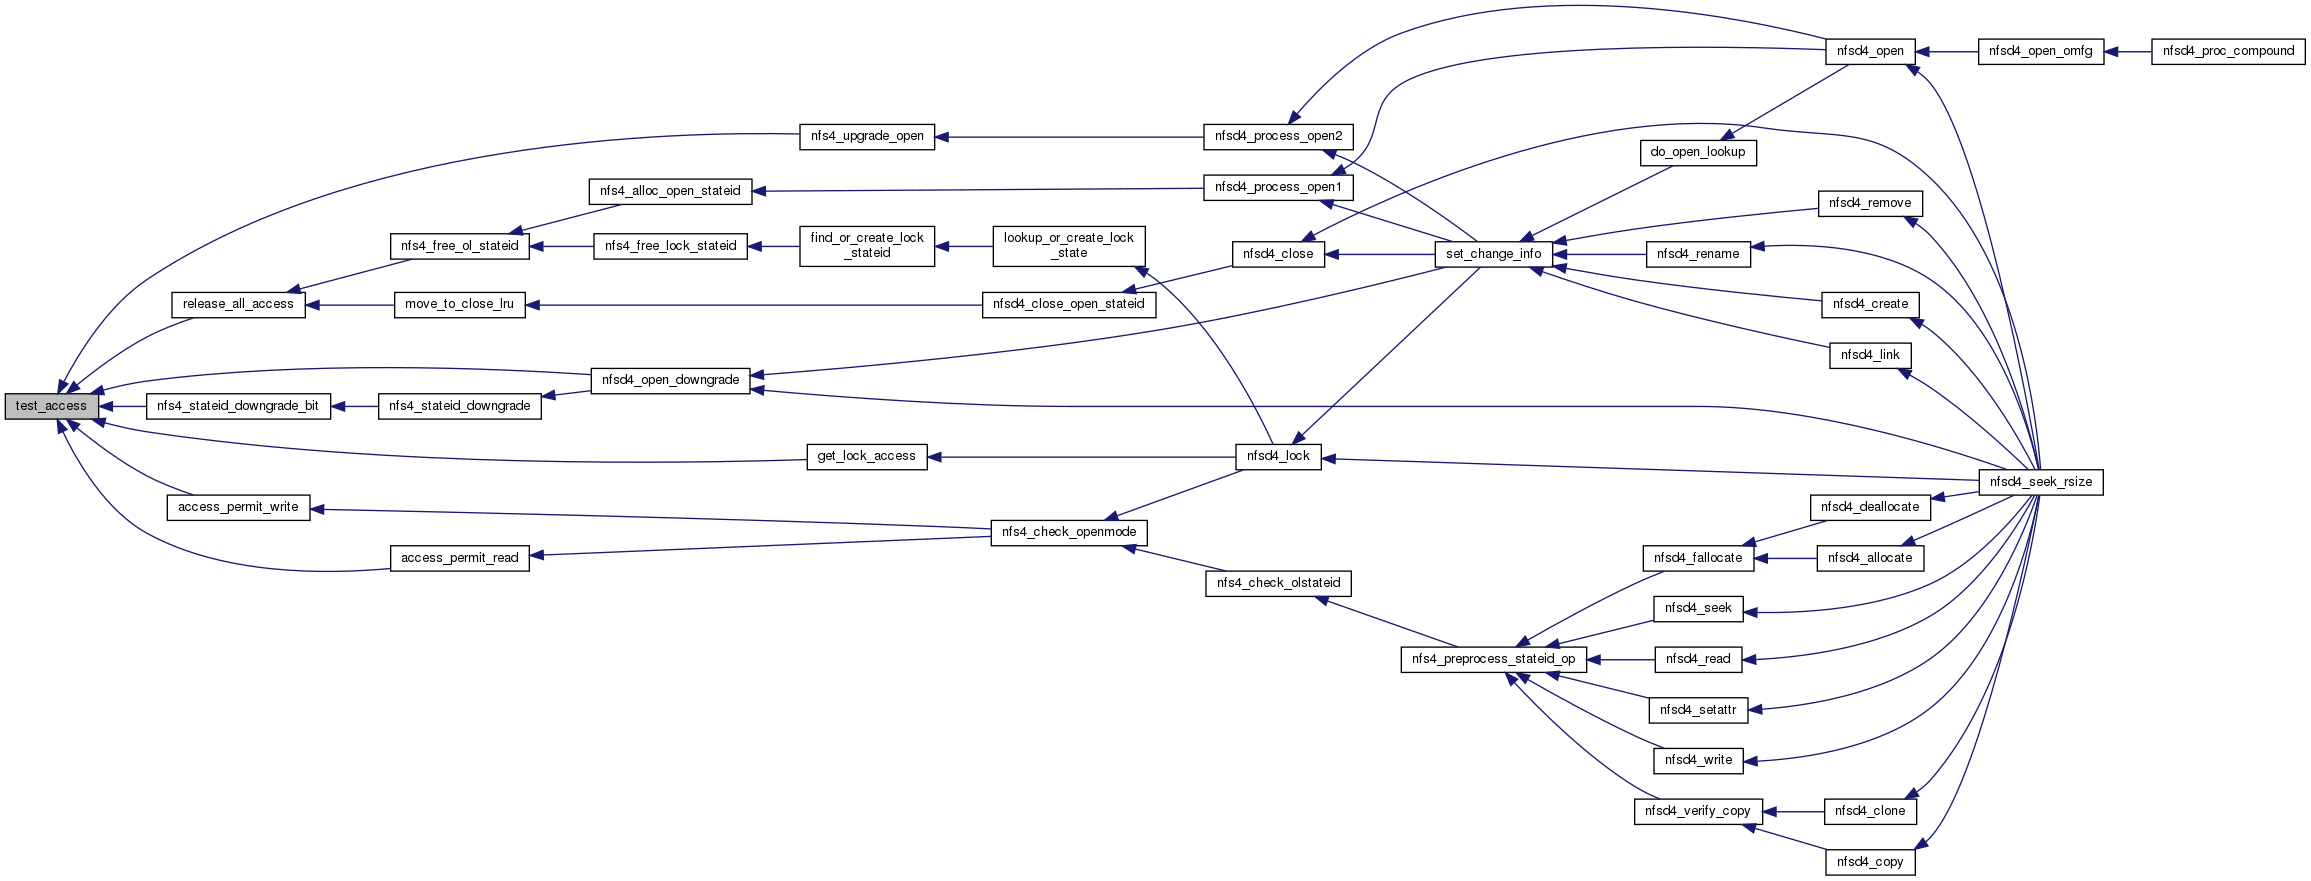 nfsd4_open
nfsd4_open_omfg
nfsd4_proc_compound
nfs4_upgrade_open
nfsd4_process_open2
do_open_lookup
nfs4_alloc_open_stateid
nfsd4_process_open1
nfsd4_remove
nfs4_free_ol_stateid
nfs4_free_lock_stateid
find_or_create_lock
_stateid
lookup_or_create_lock
_state
nfsd4_close
set_change_info
nfsd4_rename
release_all_access
move_to_close_lru
nfsd4_close_open_stateid
nfsd4_create
nfsd4_link
nfsd4_open_downgrade
test_access
nfs4_stateid_downgrade_bit
nfs4_stateid_downgrade
get_lock_access
nfsd4_lock
nfsd4_seek_rsize
access_permit_write
nfsd4_deallocate
nfs4_check_openmode
access_permit_read
nfsd4_fallocate
nfsd4_allocate
nfs4_check_olstateid
nfsd4_seek
nfs4_preprocess_stateid_op
nfsd4_read
nfsd4_setattr
nfsd4_write
nfsd4_verify_copy
nfsd4_clone
nfsd4_copy